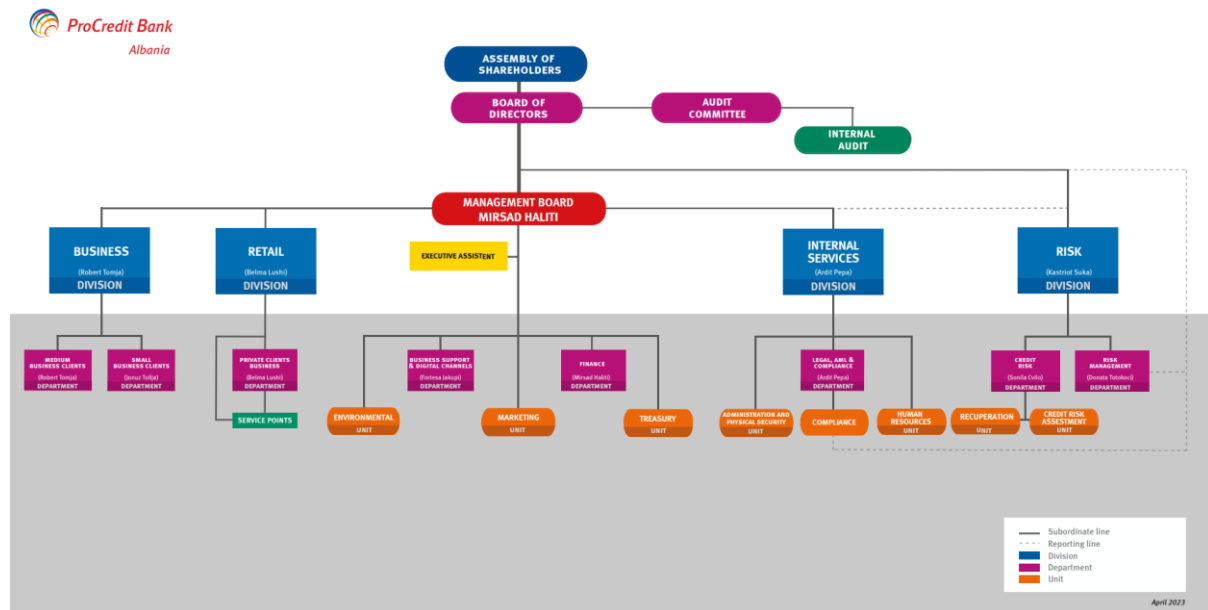 ProCredit Bank
Albania
ASSEMBLY OF
SHAREHOLDERS
BOARD OF
DIRECTORS
AUDIT
COMMITTEE
INTERNAL
AUDIT
MANAGEMENT BOARD
MIRSAD HALITI
BUSINESS
(Robert Tomja)
DIVISION
RETAIL
(Belma Lushi)
DIVISION
EXECUTIVE ASSISTENT
INTERNAL
SERVICES
(Ardit Pepa)
DIVISION
RISK
(Kastriot Suka)
DIVISION
MEDIUM
BUSINESS CLIENTS
(Robert Tomja)
DEPARTMENT
SMALL
BUSINESS CLIENTS
DEPARTMENT
PRIVATE CLIENTS
BUSINESS
(Belma Lushi)
DEPARTMENT
BUSINESS SUPPORT
& DIGITAL CHANNELS
(Fortesa Jakupi)
DEPARTMENT
FINANCE
(Mirsad Haliti)
DEPARTMENT
LEGAL, AML &
COMPLIANCE
(Ardit Pepa)
DEPARTMENT
CREDIT
RISK
DEPARTMENT
RISK
MANAGEMENT
DEPARTMENT
SERVICE POINTS
ENVIRONMENTAL
UNIT
MARKETING
UNIT
TREASURY
UNIT
ADMINISTRATION AND
PHYSICAL SECURITY
UNIT
COMPLIANCE
HUMAN
RESOURCES
UNIT
RECUPERATION
UNIT
CREDIT RISK
ASSESTMENT
UNIT
Subordinate line
Reporting line
Division
Department
Unit
April 2023